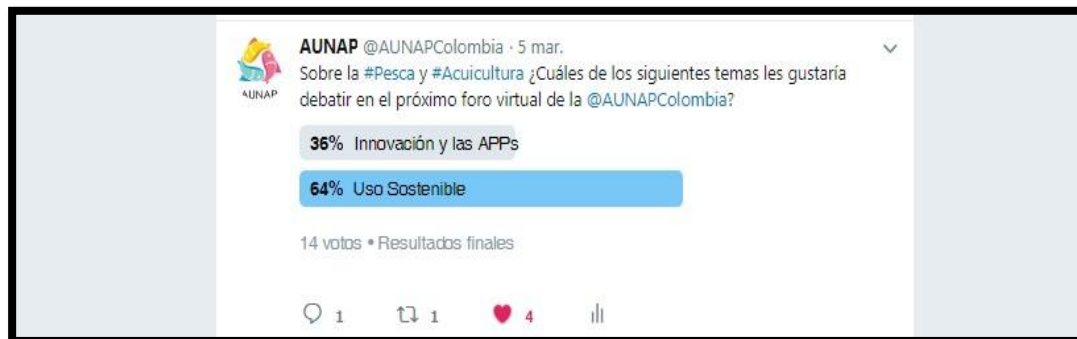 AUNAP @AUNAPColombia · 5 mar.
Sobre la #Pesca y #Acuicultura ¿Cuáles de los siguientes temas les gustaría
debatir en el próximo foro virtual de la @AUNAPColombia?
AUNAP
36% Innovación y las APPs
64% Uso Sostenible
14 votos • Resultados finales
1 1 4